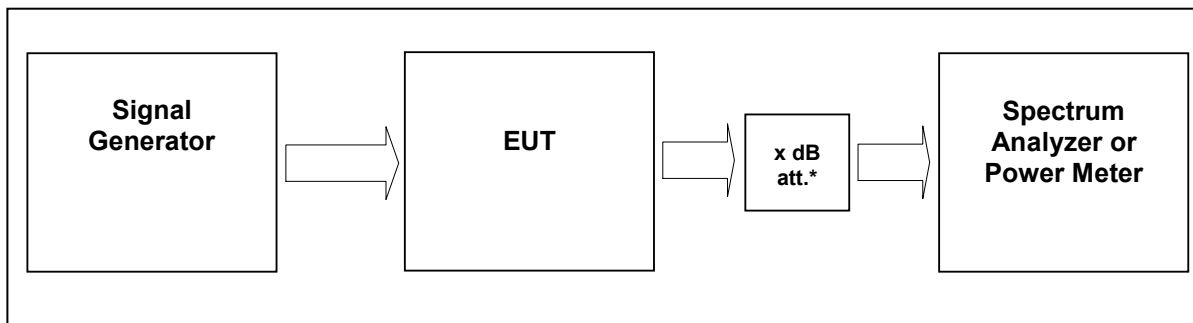 Signal
Generator
EUT
x dB
att.*
Spectrum
Analyzer or
Power Meter